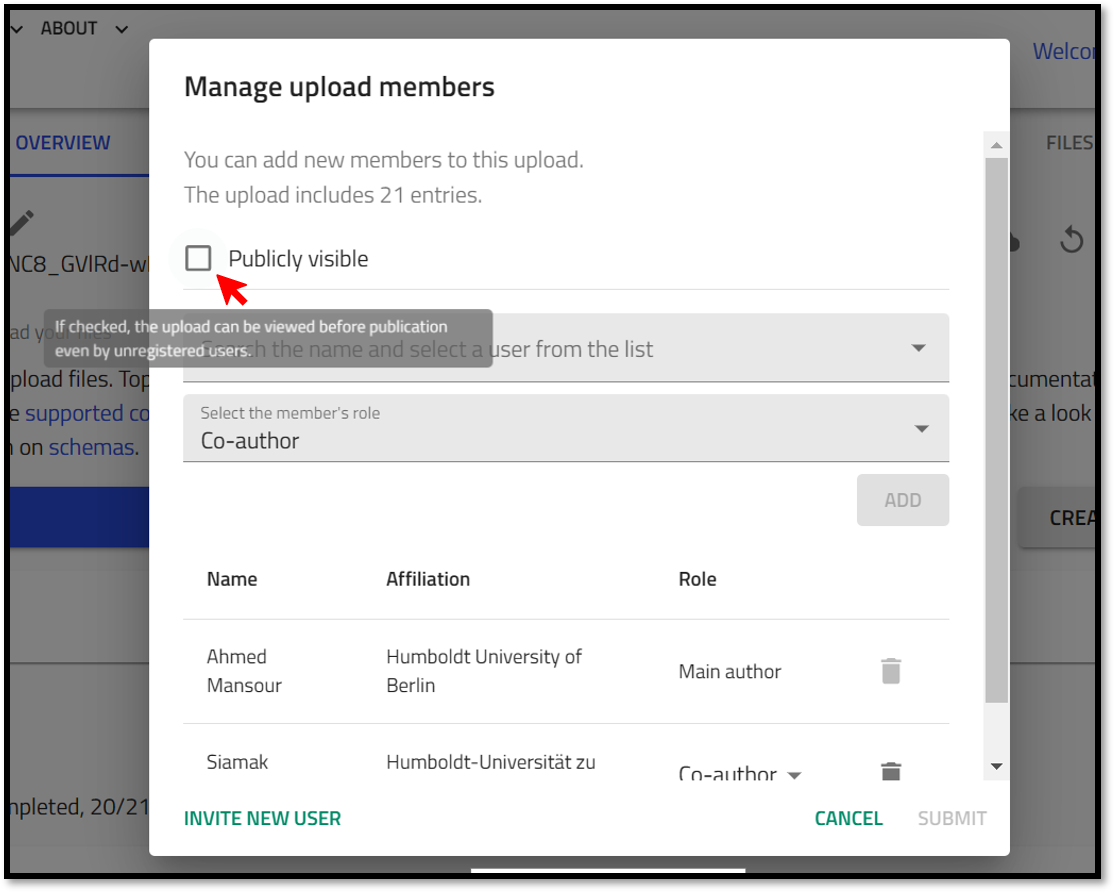 ABOUT
Welcor
Manage upload members
OVERVIEW
FILES
You can add new members to this upload.
The upload includes 21 entries.
Publicly visible
NC8_GVlRd-w
If checked, the upload can be viewed before publication
even by unregistered users.
Search the name and select a user from the list
ad your files
pload files. Top
cumentat
e supported co
ke a look
n on schemas.
Select the member's role
Co-author
ADD
CREA
Name Affiliation Role
Ahmed
Mansour
Humboldt University of
Berlin
Main author
Siamak
Humboldt-Universität zu
Co-author
mpleted, 20/21
INVITE NEW USER
CANCEL SUBMIT